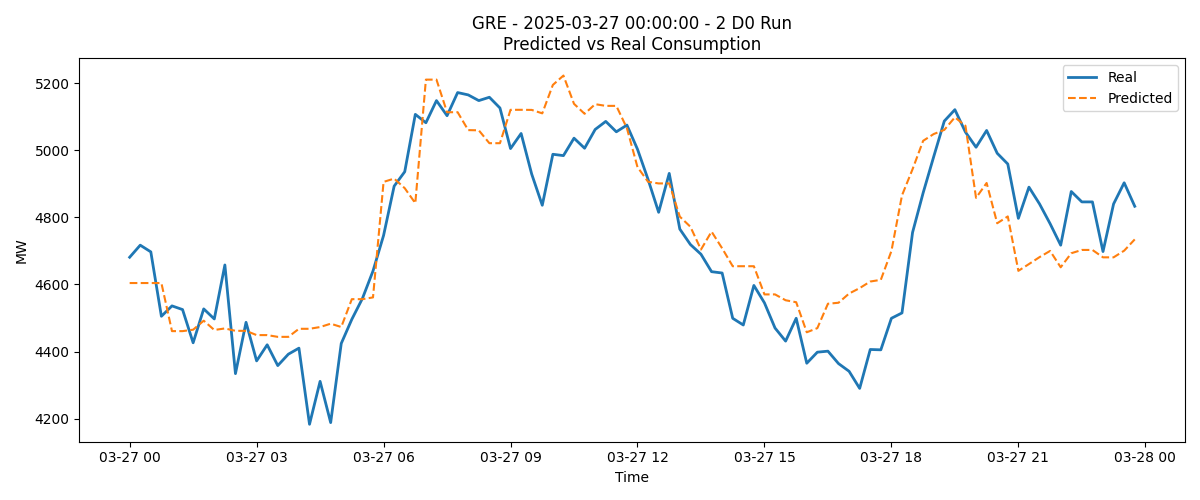 GRE - 2025-03-27 00:00:00 - 2 D0 Run
Predicted vs Real Consumption
Real
Predicted
MW
5200
5000
4800
4600
4400
4200
03-27 00
03-27 03
03-27 06
03-27 09
03-27 12
03-27 15
03-27 18
03-27 21
03-28 00
Time